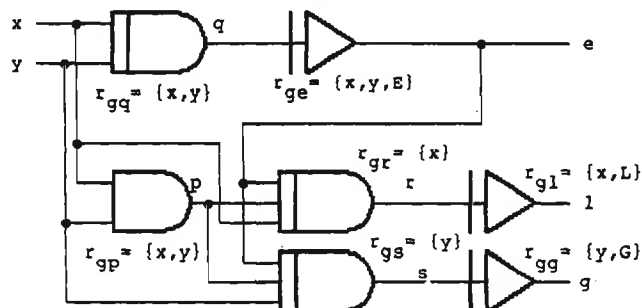 x
q
y
e
r_gq = {x,y}
r_ge = {x,y,E}
r_gr = {x}
p
r
r_gl = {x,L}
l
r_gp = {x,y}
r_gs = {y}
r_gg = {y,G}
s
g